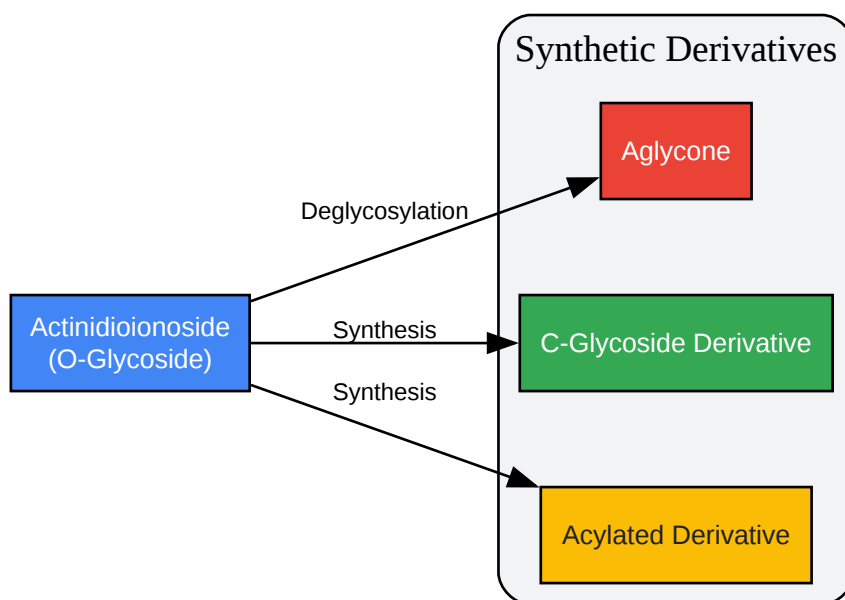 Synthetic Derivatives
Aglycone
Deglycosylation
Actinidioionoside
(O-Glycoside)
Synthesis
C-Glycoside Derivative
Synthesis
Acylated Derivative